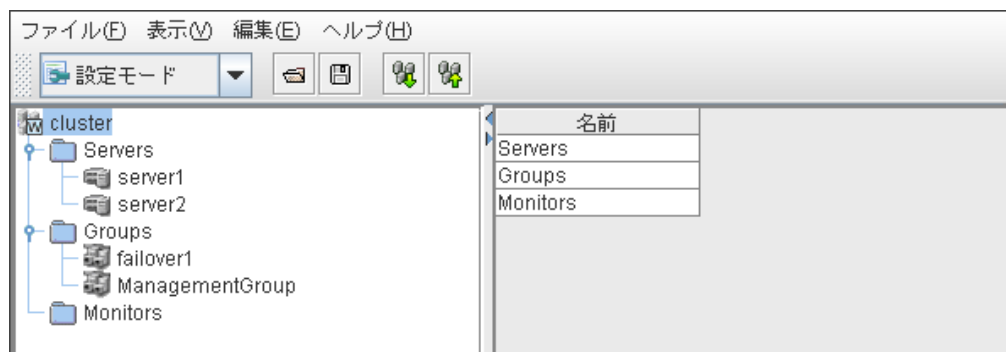 ファイル(F) 表示(V) 編集(E) ヘルプ(H)
設定モード
cluster
Servers
server1
server2
Groups
failover1
ManagementGroup
Monitors
名前
Servers
Groups
Monitors